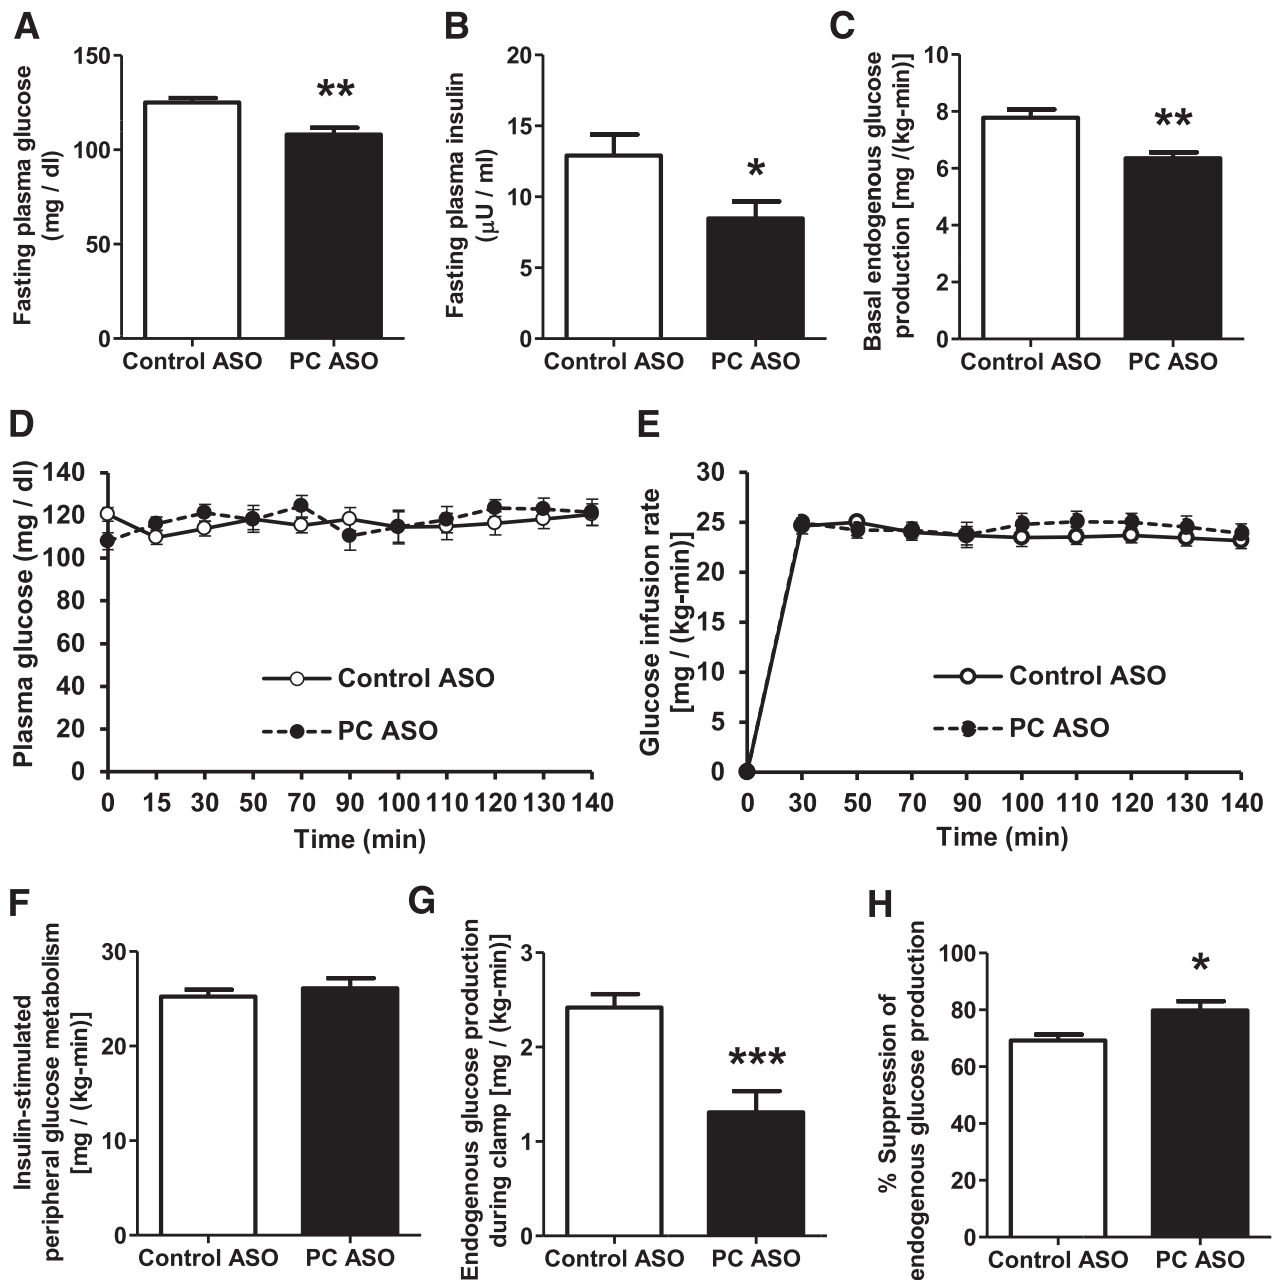 A
Fasting plasma glucose
(mg / dl)
150
100
50
0
**
Control ASO
PC ASO
B
Fasting plasma insulin
(μU / ml)
20
15
10
5
0
*
Control ASO
PC ASO
C
Basal endogenous glucose
production [mg /(kg-min)]
10
8
6
4
2
0
**
Control ASO
PC ASO
D
Plasma glucose (mg / dl)
140
120
100
80
60
40
20
0
Control ASO
PC ASO
0 15 30 50 70 90 100 110 120 130 140
Time (min)
E
Glucose infusion rate
[mg / (kg-min)]
30
25
20
15
10
5
0
Control ASO
PC ASO
0 30 50 70 90 100 110 120 130 140
Time (min)
F
Insulin-stimulated
peripheral glucose metabolism
[mg / (kg-min)]
30
20
10
0
Control ASO
PC ASO
G
Endogenous glucose production
during clamp [mg / (kg-min)]
3
2
1
0
***
Control ASO
PC ASO
H
% Suppression of
endogenous glucose production
100
80
60
40
20
0
*
Control ASO
PC ASO